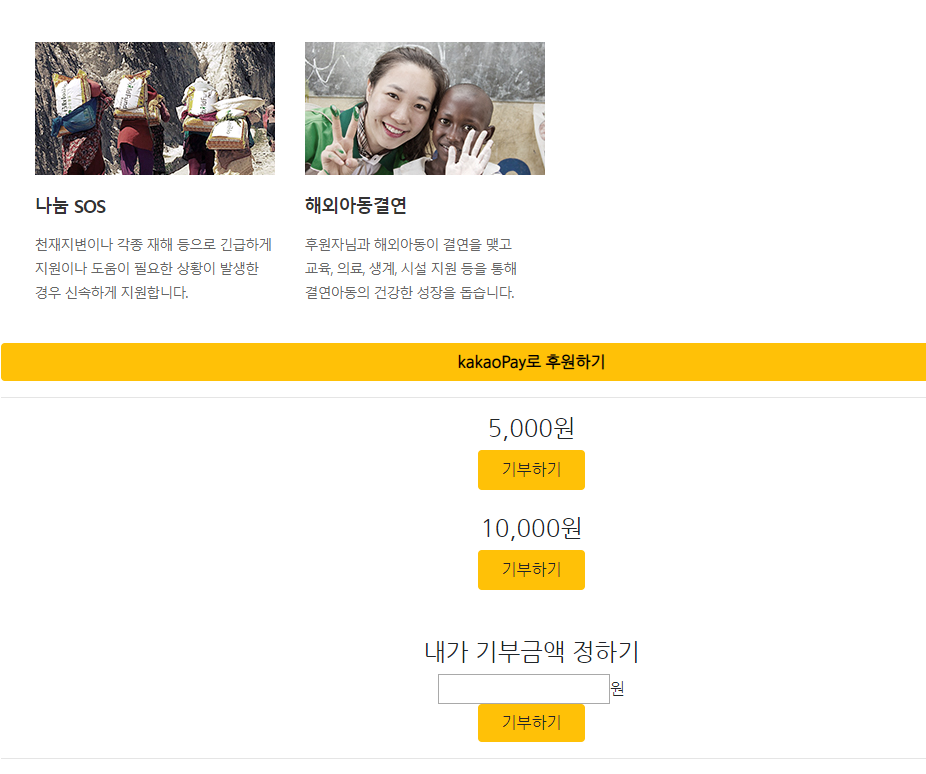 나눔 SOS
천재지변이나 각종 재해 등으로 긴급하게
지원이나 도움이 필요한 상황이 발생한
경우 신속하게 지원합니다.
해외아동결연
후원자님과 해외아동이 결연을 맺고
교육, 의료, 생계, 시설 지원 등을 통해
결연아동의 건강한 성장을 돕습니다.
kakaoPay로 후원하기
5,000원
기부하기
10,000원
기부하기
내가 기부금액 정하기
원
기부하기